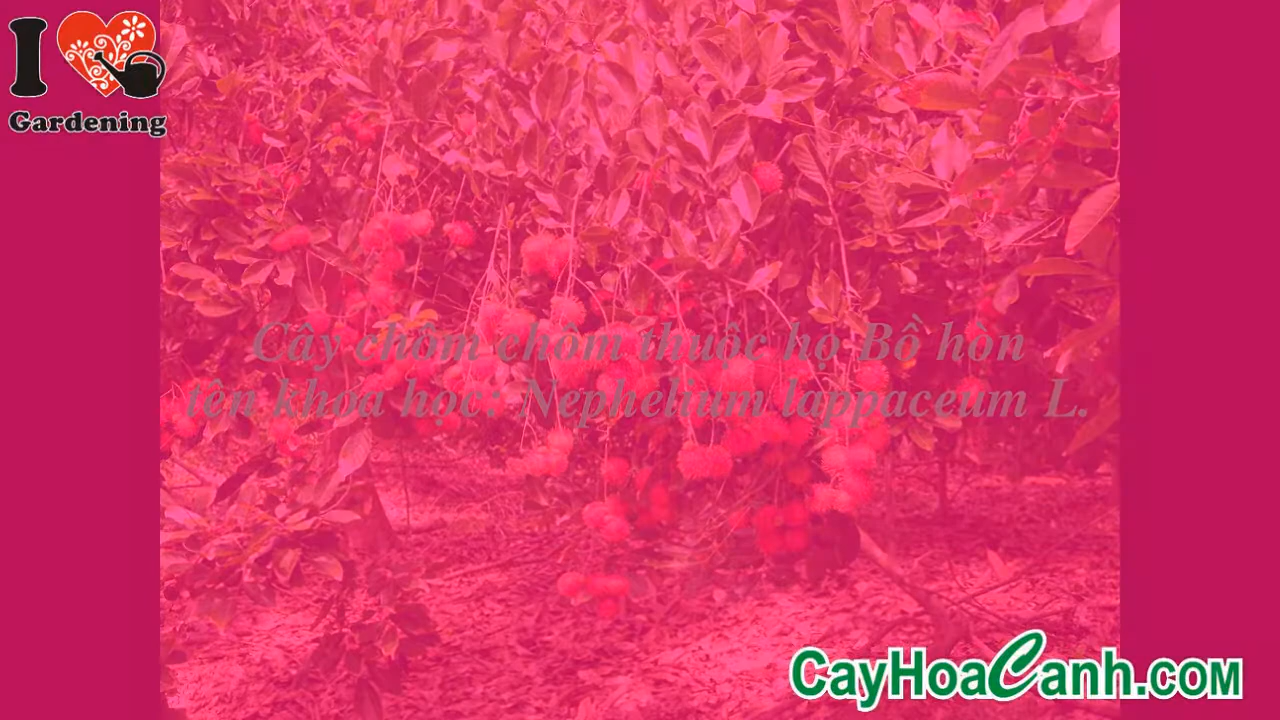 I
Gardening
Cây chôm chôm thuộc họ Bồ hòn
tên khoa học: Nephelium lappaceum L.
CayHoaCanh.com